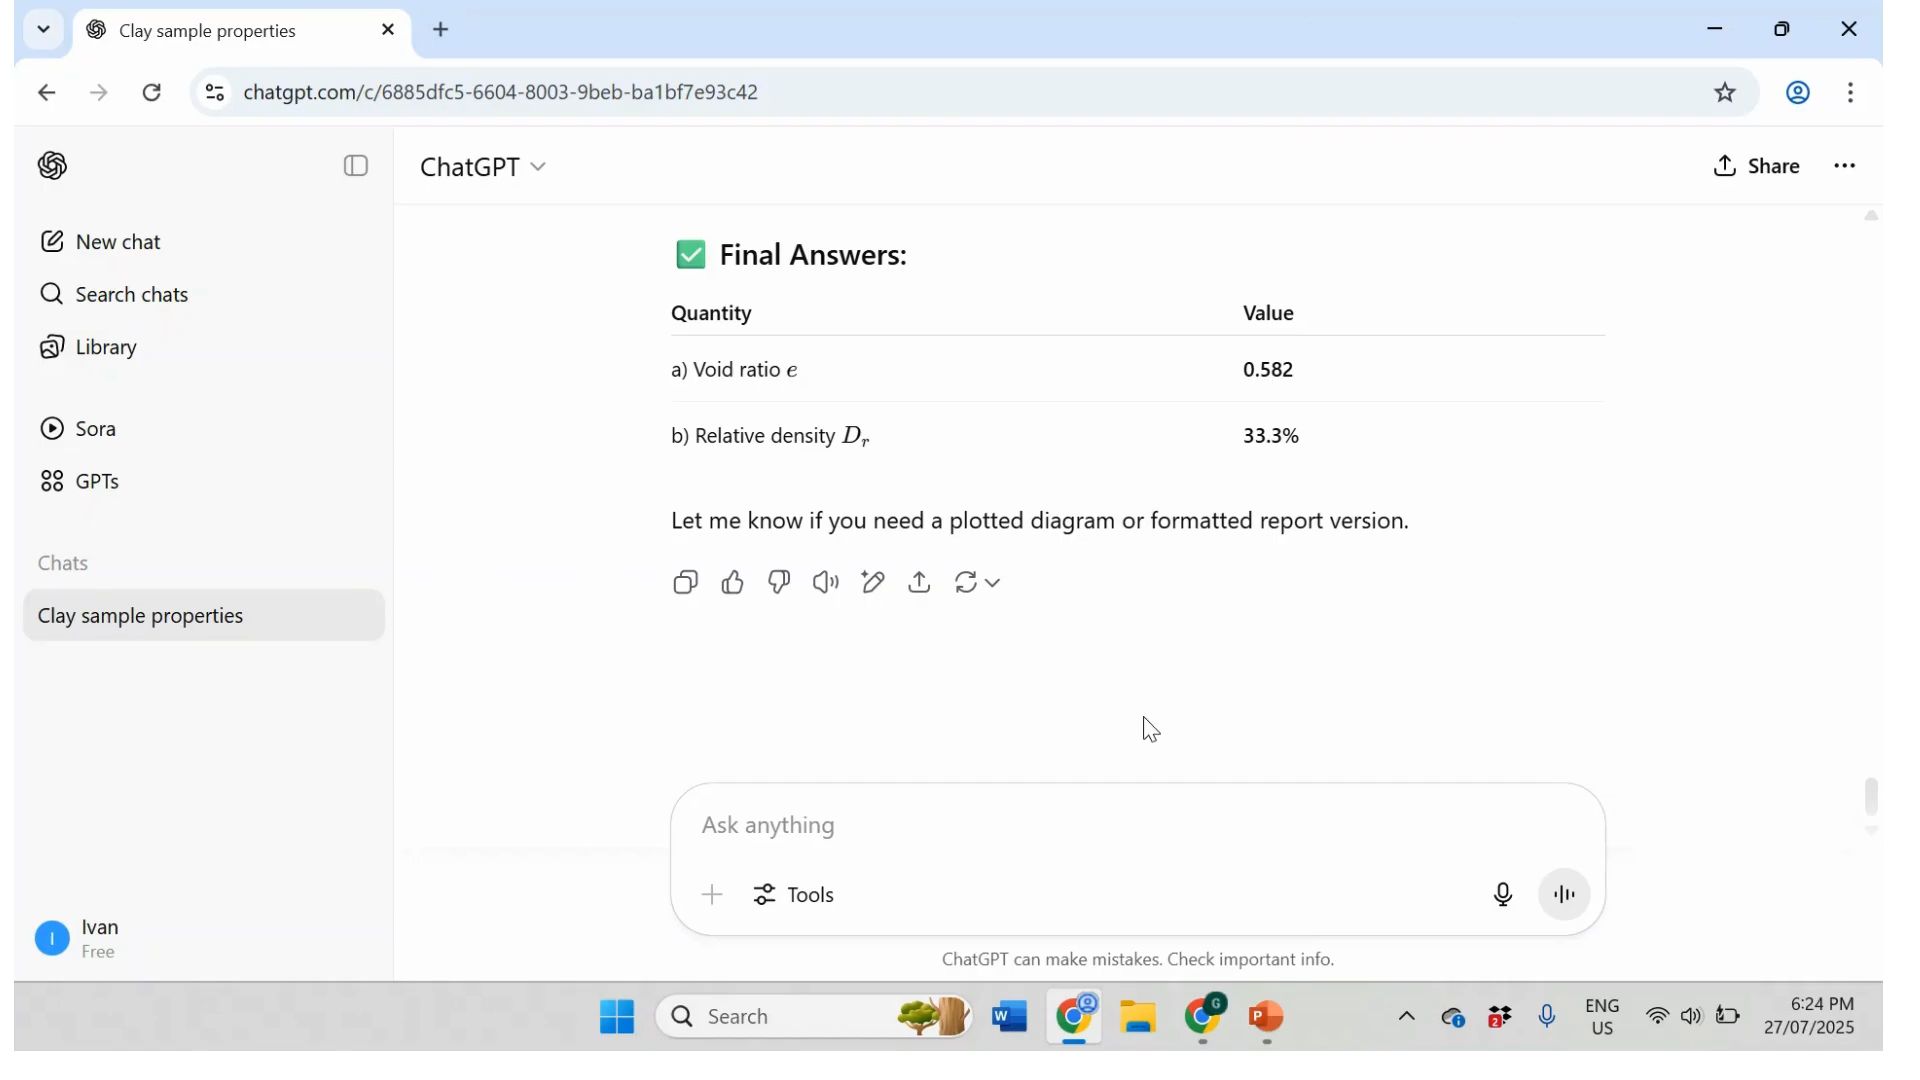 Clay sample properties
chatgpt.com/c/6885dfc5-6604-8003-9beb-ba1bf7e93c42
ChatGPT
Share
New chat
Search chats
Library
Sora
GPTs
Chats
Clay sample properties
Ivan
Free
✅ Final Answers:
Quantity Value
a) Void ratio e 0.582
b) Relative density Dr 33.3%
Let me know if you need a plotted diagram or formatted report version.
Ask anything
Tools
ChatGPT can make mistakes. Check important info.
Search
W
G
P
2
ENG
US
6:24 PM
27/07/2025
I